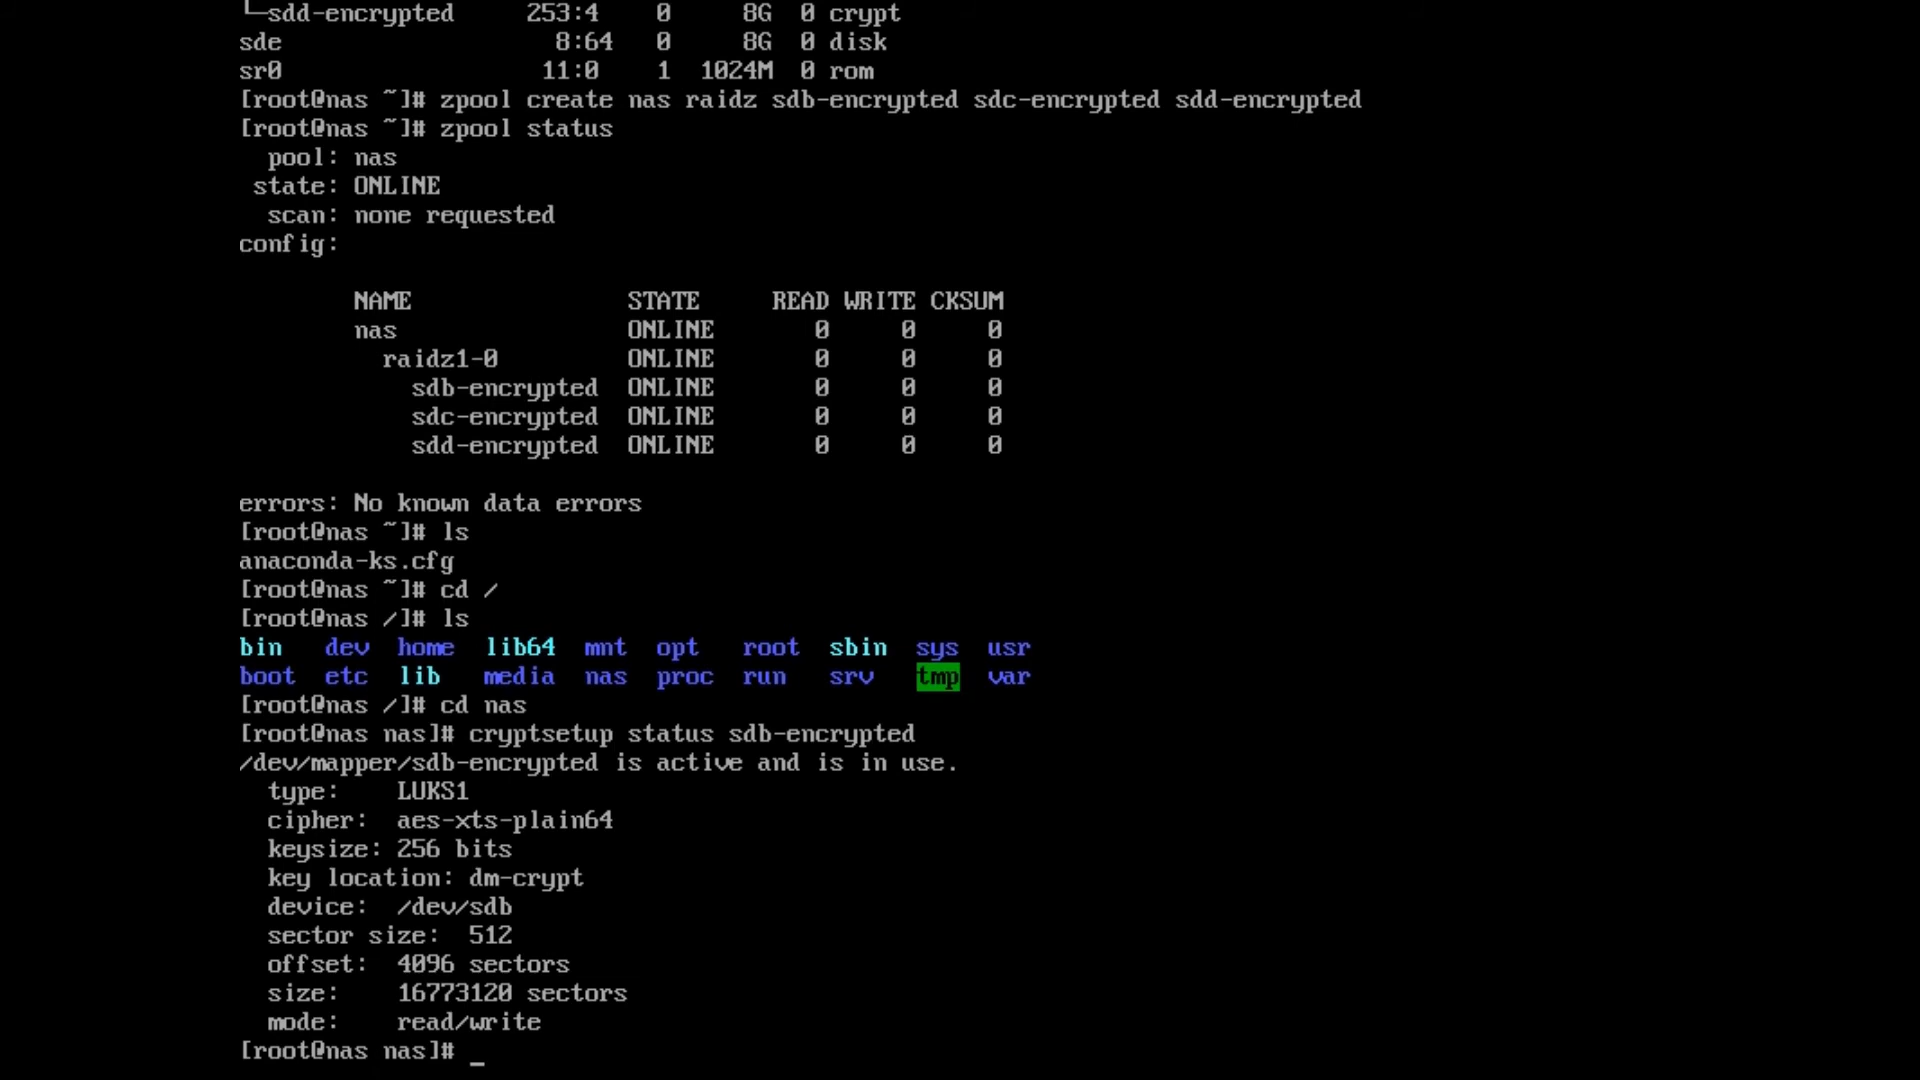 └─sdd-encrypted     253:4    0     8G  0 crypt
sde                   8:64   0     8G  0 disk
sr0                  11:0    1  1024M  0 rom
[root@nas ~]# zpool create nas raidz sdb-encrypted sdc-encrypted sdd-encrypted
[root@nas ~]# zpool status
  pool: nas
 state: ONLINE
  scan: none requested
config:
        NAME               STATE     READ WRITE CKSUM
        nas                ONLINE       0     0     0
          raidz1-0         ONLINE       0     0     0
            sdb-encrypted  ONLINE       0     0     0
            sdc-encrypted  ONLINE       0     0     0
            sdd-encrypted  ONLINE       0     0     0
errors: No known data errors
[root@nas ~]# ls
anaconda-ks.cfg
[root@nas ~]# cd /
[root@nas /]# ls
bin   dev  home  lib64  mnt  opt   root  sbin  sys  usr
boot  etc  lib   media  nas  proc  run   srv   tmp  var
[root@nas /]# cd nas
[root@nas nas]# cryptsetup status sdb-encrypted
/dev/mapper/sdb-encrypted is active and is in use.
  type:    LUKS1
  cipher:  aes-xts-plain64
  keysize: 256 bits
  key location: dm-crypt
  device:  /dev/sdb
  sector size:  512
  offset:  4096 sectors
  size:    16773120 sectors
  mode:    read/write
[root@nas nas]# _